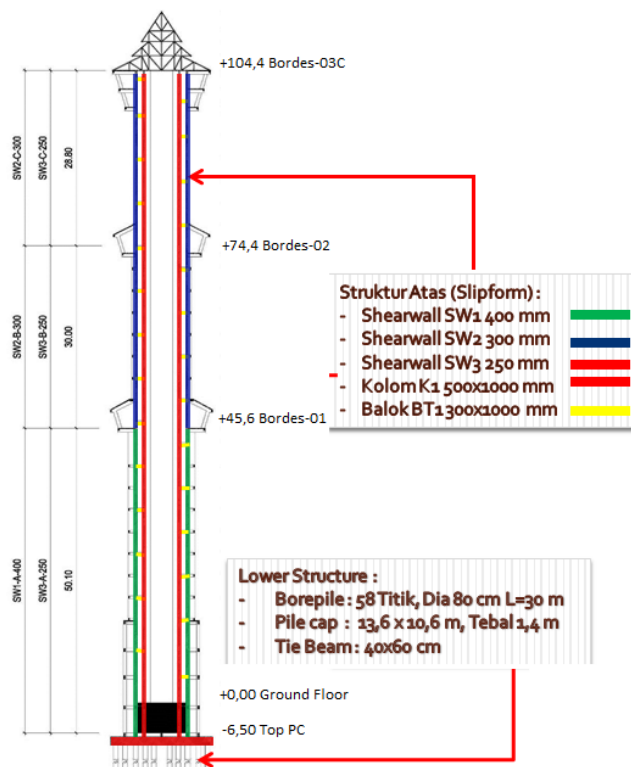 +104,4 Bordes-03C
SW2-C-300
SW3-C-250
28.80
+74,4 Bordes-02
Struktur Atas (Slipform) :
- Shearwall SW1 400 mm
- Shearwall SW2 300 mm
- Shearwall SW3 250 mm
- Kolom K1 500x1000 mm
- Balok BT1 300x1000 mm
SW2-B-300
SW3-B-250
30.00
+45,6 Bordes-01
SW1-A-400
SW3-A-250
50.10
Lower Structure :
- Borepile : 58 Titik, Dia 80 cm L=30 m
- Pile cap : 13,6 x 10,6 m, Tebal 1,4 m
- Tie Beam : 40x60 cm
+0,00 Ground Floor
-6,50 Top PC